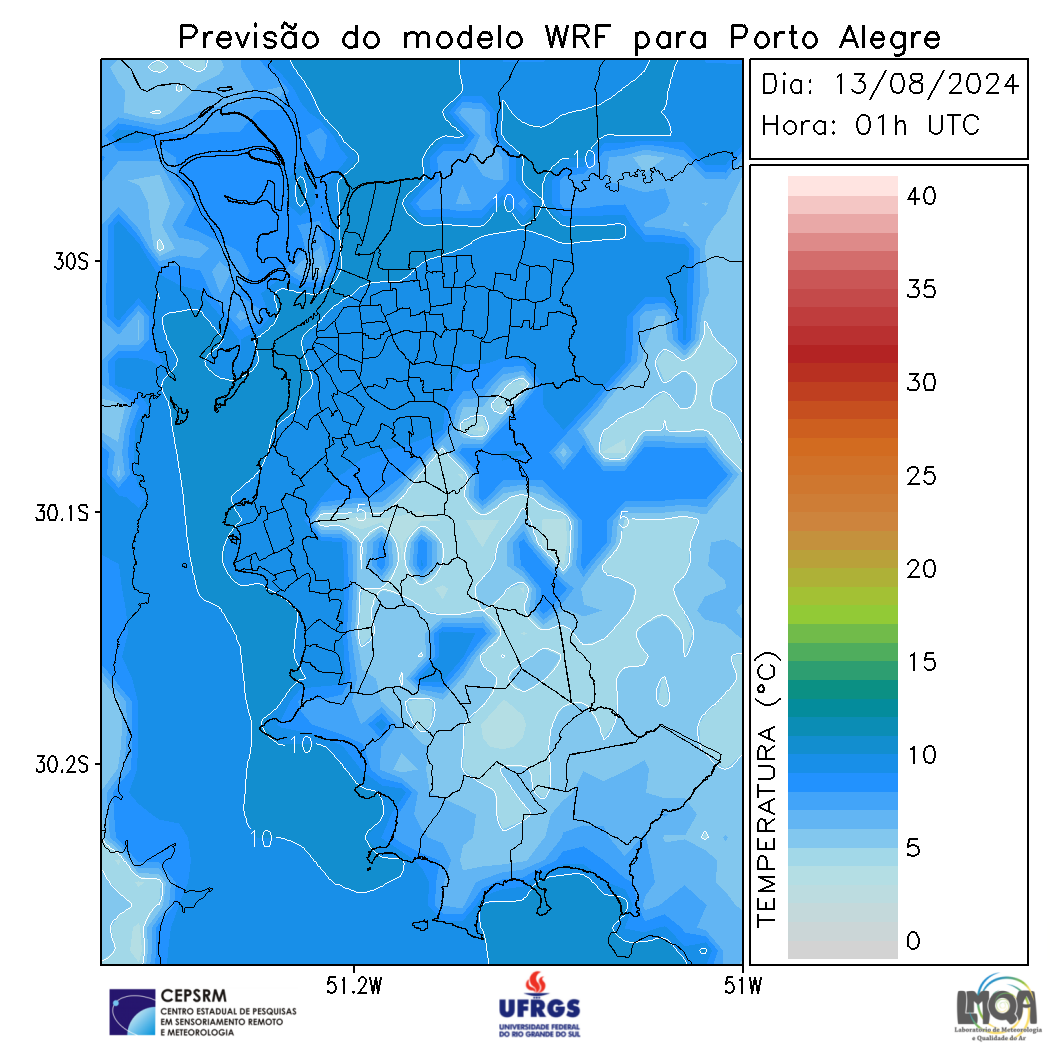 Previsão do modelo WRF para Porto Alegre
Dia: 13/08/2024
Hora: 01h UTC
10
10
5
5
10
10
30S
30.1S
30.2S
51.2W
51W
TEMPERATURA (°C)
40
35
30
25
20
15
10
5
0
CEPSRM
CENTRO ESTADUAL DE PESQUISAS
EM SENSORIAMENTO REMOTO
E METEOROLOGIA
UFRGS
UNIVERSIDADE FEDERAL
DO RIO GRANDE DO SUL
LMQA
Laboratório de Meteorologia
e Qualidade do Ar